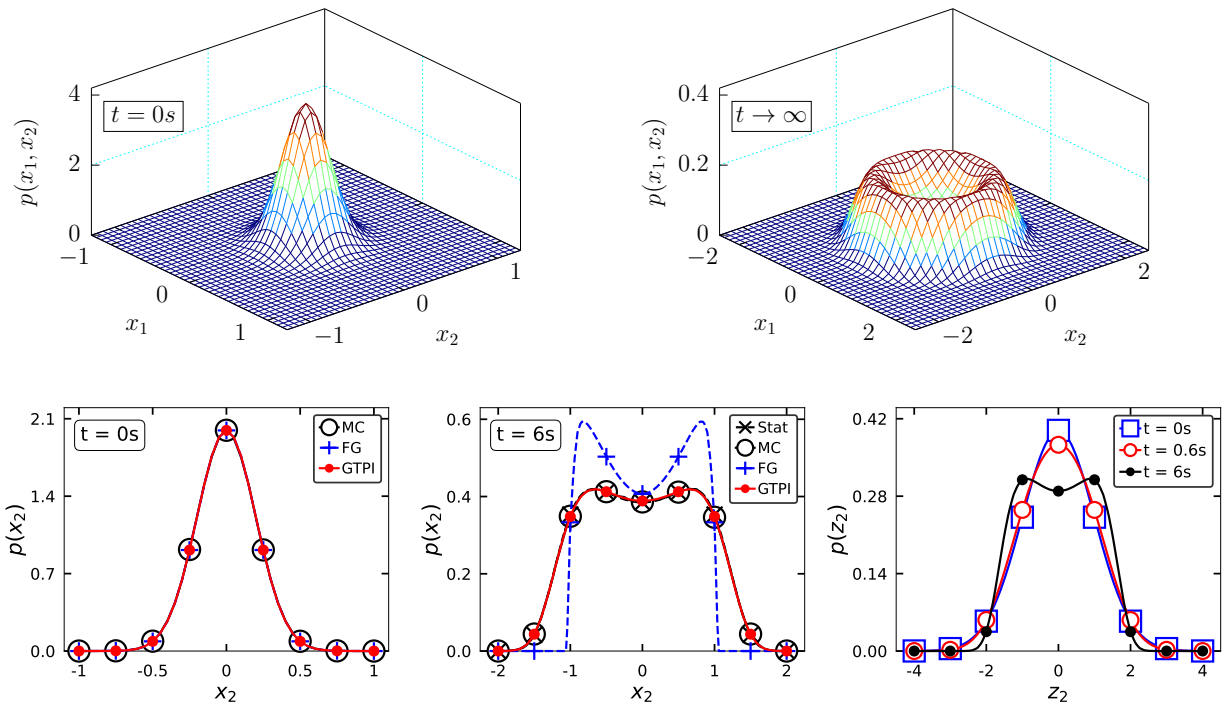 4
2
0
p(x₁, x₂)
t = 0s
−1
0
1
x₁
−1
0
1
x₂
0.4
0.2
0
p(x₁, x₂)
t → ∞
−2
0
2
x₁
−2
0
2
x₂
2.1
1.4
0.7
0.0
p(x₂)
t = 0s
MC
FG
GTPI
-1 -0.5 0 0.5 1
x₂
0.6
0.4
0.2
0.0
p(x₂)
t = 6s
Stat
MC
FG
GTPI
-2 -1 0 1 2
x₂
0.42
0.28
0.14
0.00
p(z₂)
t = 0s
t = 0.6s
t = 6s
-4 -2 0 2 4
z₂